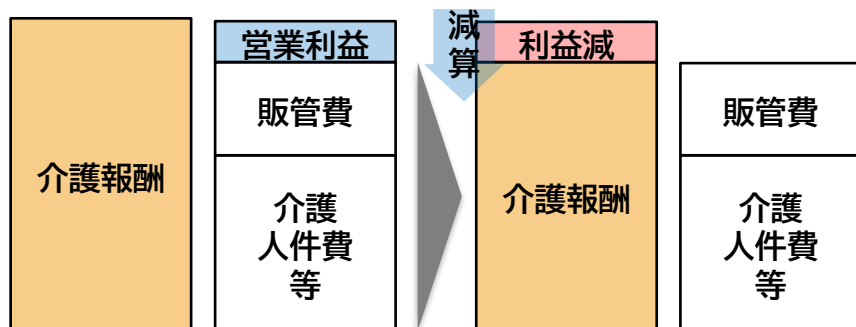 介護報酬
営業利益
販管費
介護
人件費
等
減
算
利益減
介護報酬
販管費
介護
人件費
等